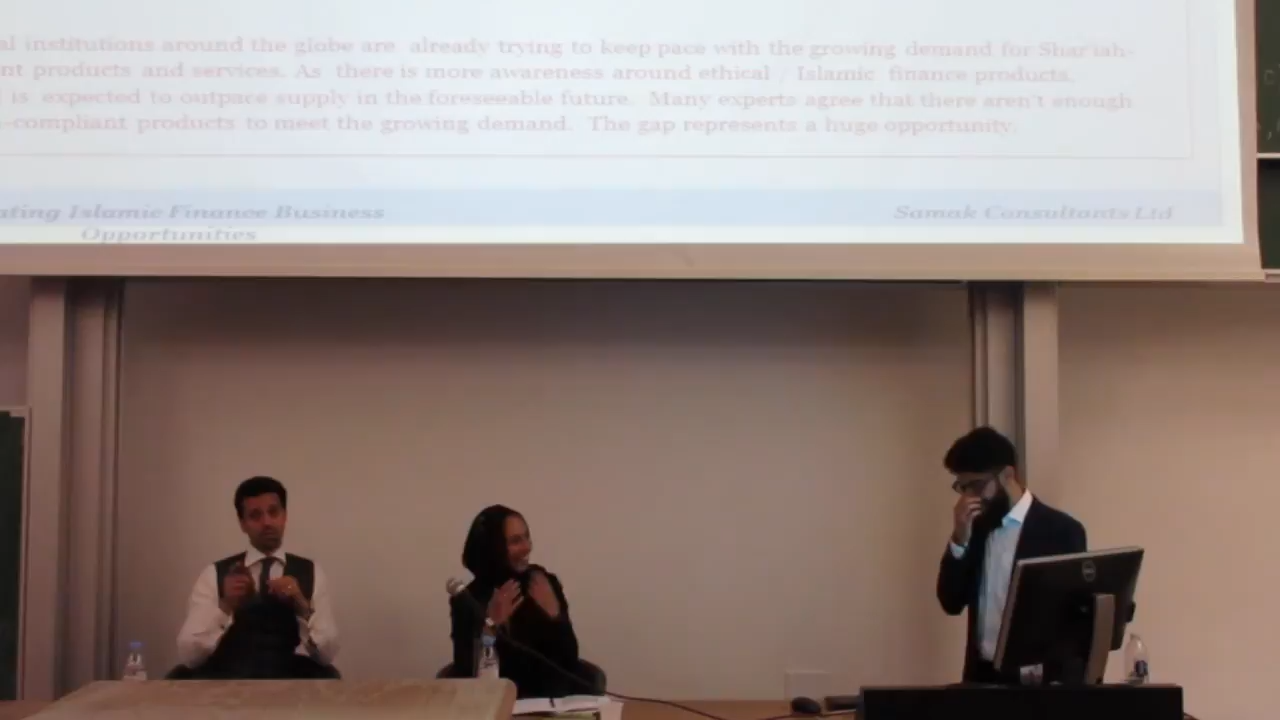 al institutions around the globe are already trying to keep pace with the growing demand for Shar'iah-
nt products and services. As there is more awareness around ethical / Islamic finance products,
l is expected to outpace supply in the foreseeable future. Many experts agree that there aren't enough
-compliant products to meet the growing demand. The gap represents a huge opportunity.
ating Islamic Finance Business
Opportunities
Samak Consultants Ltd
DELL